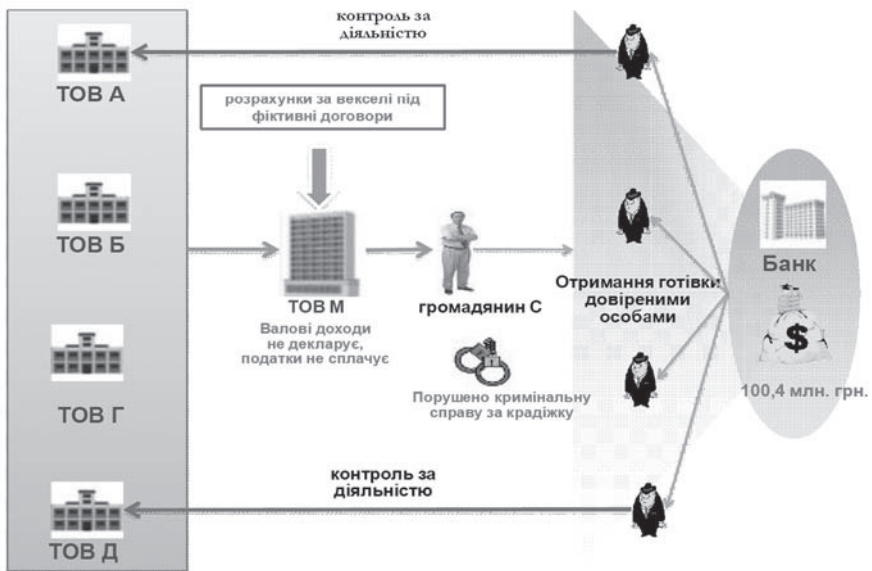 контроль за
діяльністю
ТОВ А
розрахунки за векселі під
фіктивні договори
ТОВ Б
ТОВ М
Валові доходи
не декларує,
податки не сплачує
громадянин С
Порушено кримінальну
справу за крадіжку
Отримання готівки
довіреними
особами
Банк
$
100,4 млн. грн.
ТОВ Г
контроль за
діяльністю
ТОВ Д